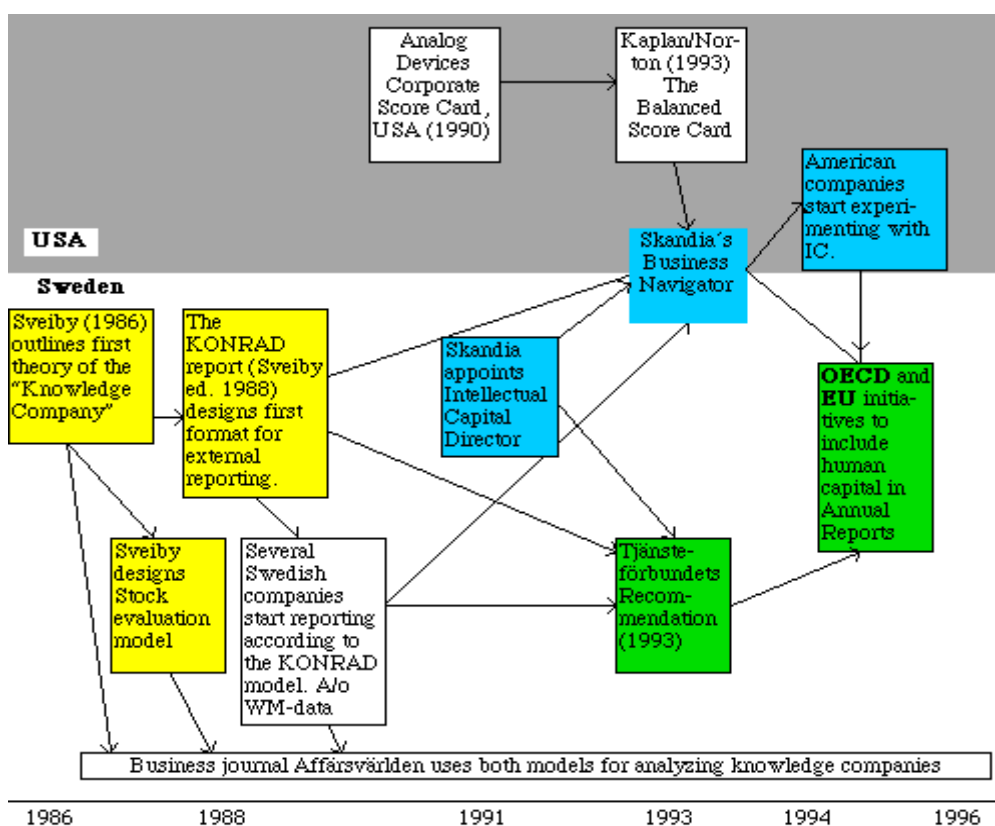 Analog
Devices
Corporate
Score Card,
USA (1990)
Kaplan/Nor-
ton (1993)
The
Balanced
Score Card
American
companies
start experi-
menting with
IC.
USA
Skandia´s
Business
Navigator
Sweden
Sveiby (1986)
outlines first
theory of the
“Knowledge
Company”
The
KONRAD
report (Sveiby
ed. 1988)
designs first
format for
external
reporting.
Skandia
appoints
Intellectual
Capital
Director
OECD and
EU initia-
tives to
include
human
capital in
Annual
Reports
Sveiby
designs
Stock
evaluation
model
Several
Swedish
companies
start reporting
according to
the KONRAD
model. A/o
WM-data
Tjänste-
förbundets
Recom-
mendation
(1993)
Business journal Affärsvärlden uses both models for analyzing knowledge companies
1986 1988 1991 1993 1994 1996